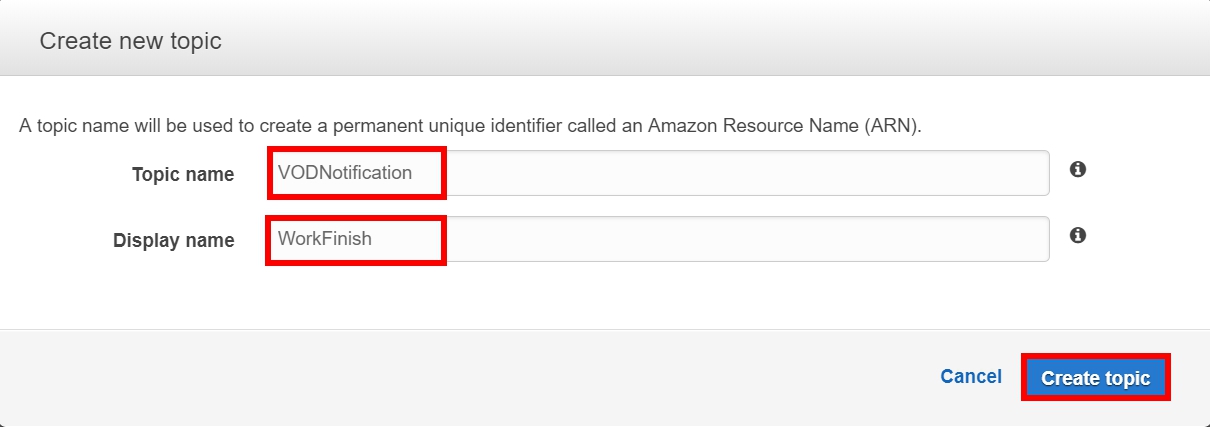 Create new topic
A topic name will be used to create a permanent unique identifier called an Amazon Resource Name (ARN).
Topic name VODNotification
Display name WorkFinish
Cancel Create topic